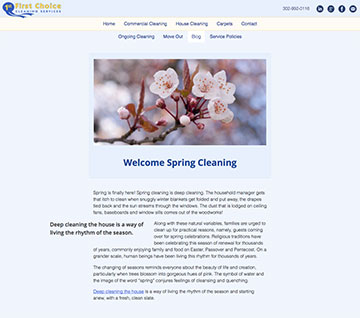 1st First Choice
CLEANING SERVICES
302-992-0116
Home Commercial Cleaning House Cleaning Carpets Contact
Ongoing Cleaning Move Out Blog Service Policies
Welcome Spring Cleaning
Spring is finally here! Spring cleaning is deep cleaning. The household manager gets
that itch to clean when snuggly winter blankets get folded and put away, the drapes
tied back and the sun streams through the windows. The dust that is lodged on ceiling
fans, baseboards and window sills comes out of the woodworks!
Deep cleaning the house is a way of
living the rhythm of the season.
Along with these natural variables, families are urged to
clean up for practical reasons, namely, guests coming
over for spring celebrations. Religious traditions have
been celebrating this season of renewal for thousands
of years, commonly enjoying family and food on Easter, Passover and Pentecost. On a
grander scale, human beings have been living this rhythm for thousands of years.
The changing of seasons reminds everyone about the beauty of life and creation,
particularly when trees blossom into gorgeous hues of pink. The symbol of water and
the image of the word "spring" conjures feelings of cleansing and quenching.
Deep cleaning the house is a way of living the rhythm of the season and starting
anew, with a fresh, clean slate.